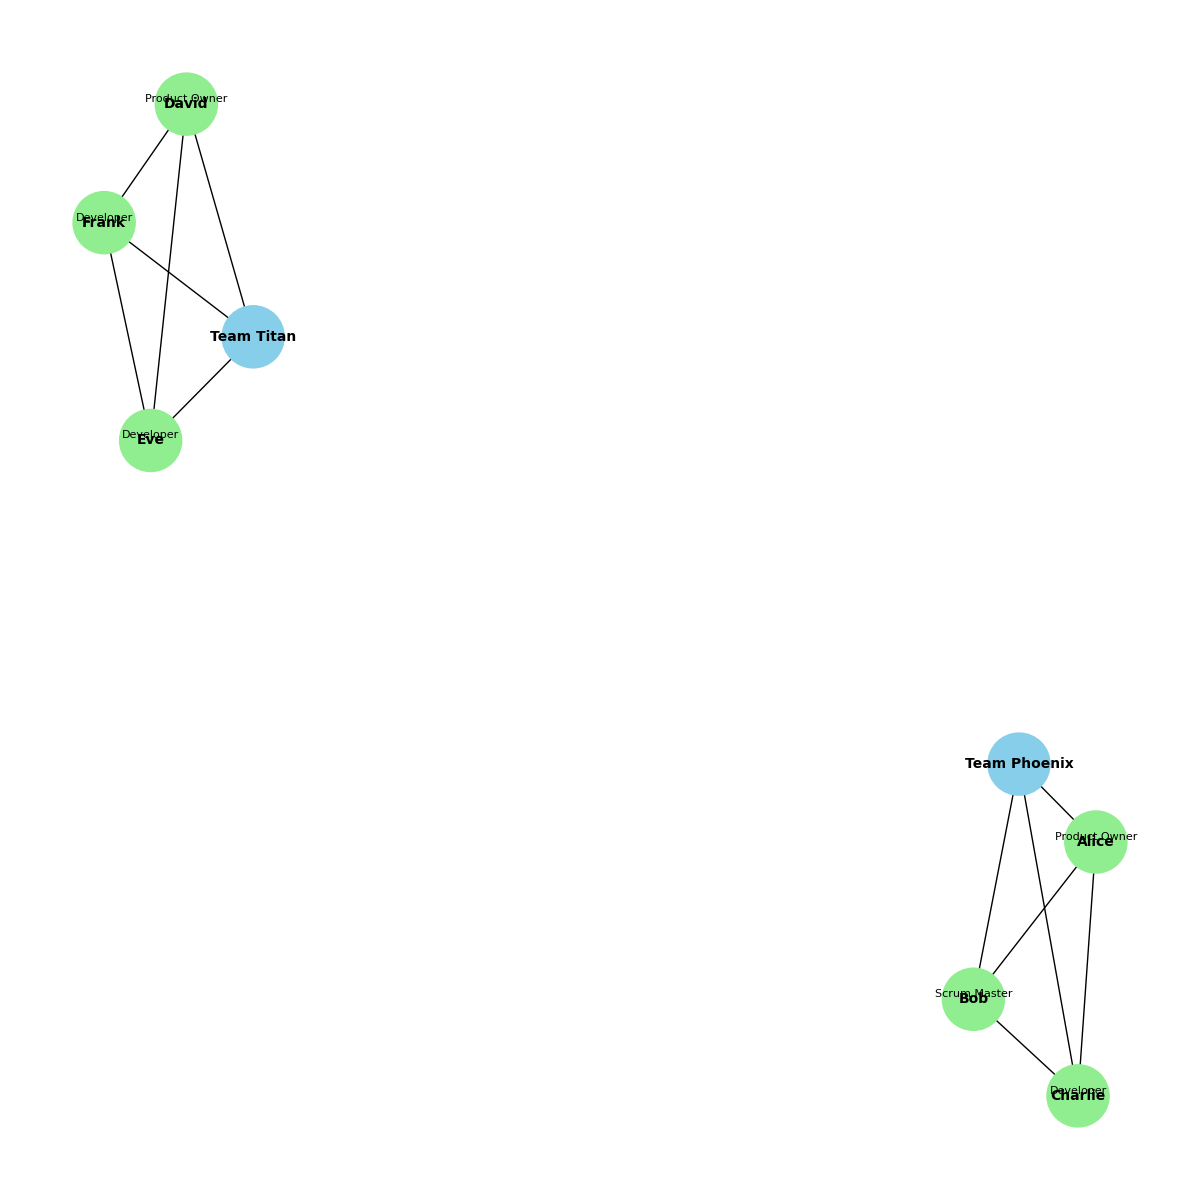 Product Owner
David
Developer
Frank
Team Titan
Developer
Eve
Team Phoenix
Product Owner
Alice
Scrum Master
Bob
Developer
Charlie